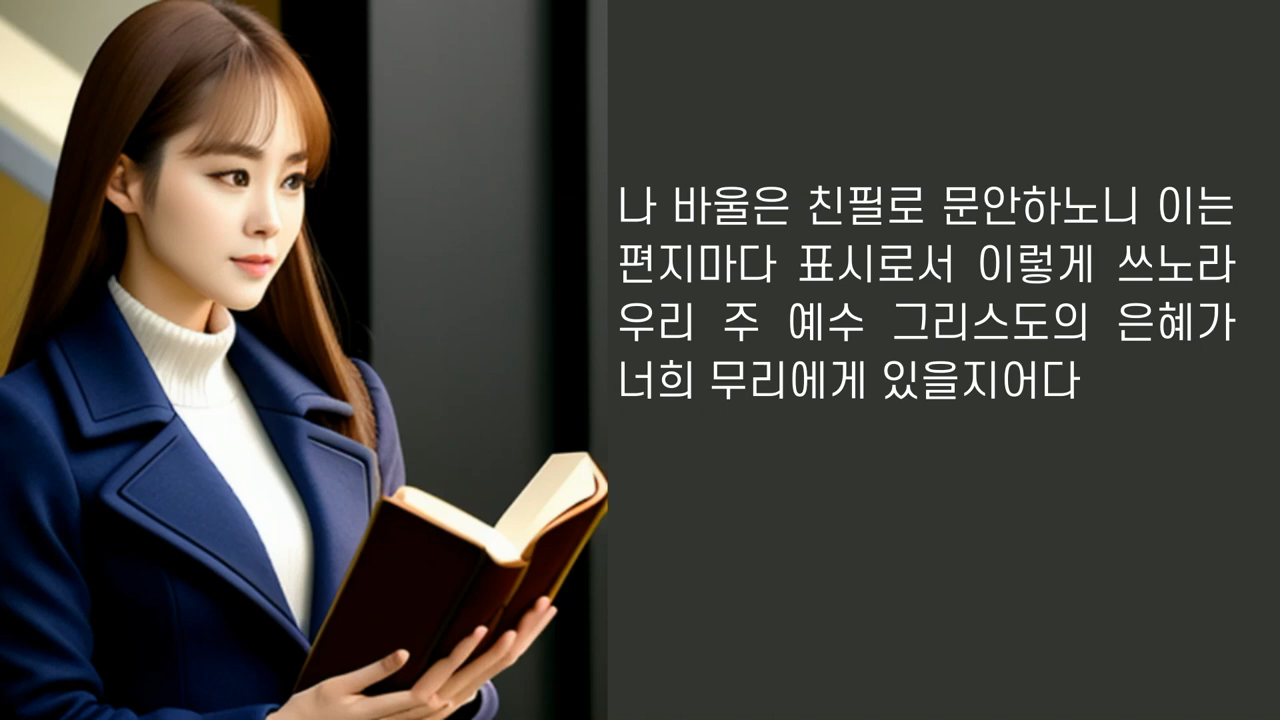 나 바울은 친필로 문안하노니 이는
편지마다 표시로서 이렇게 쓰노라
우리 주 예수 그리스도의 은혜가
너희 무리에게 있을지어다